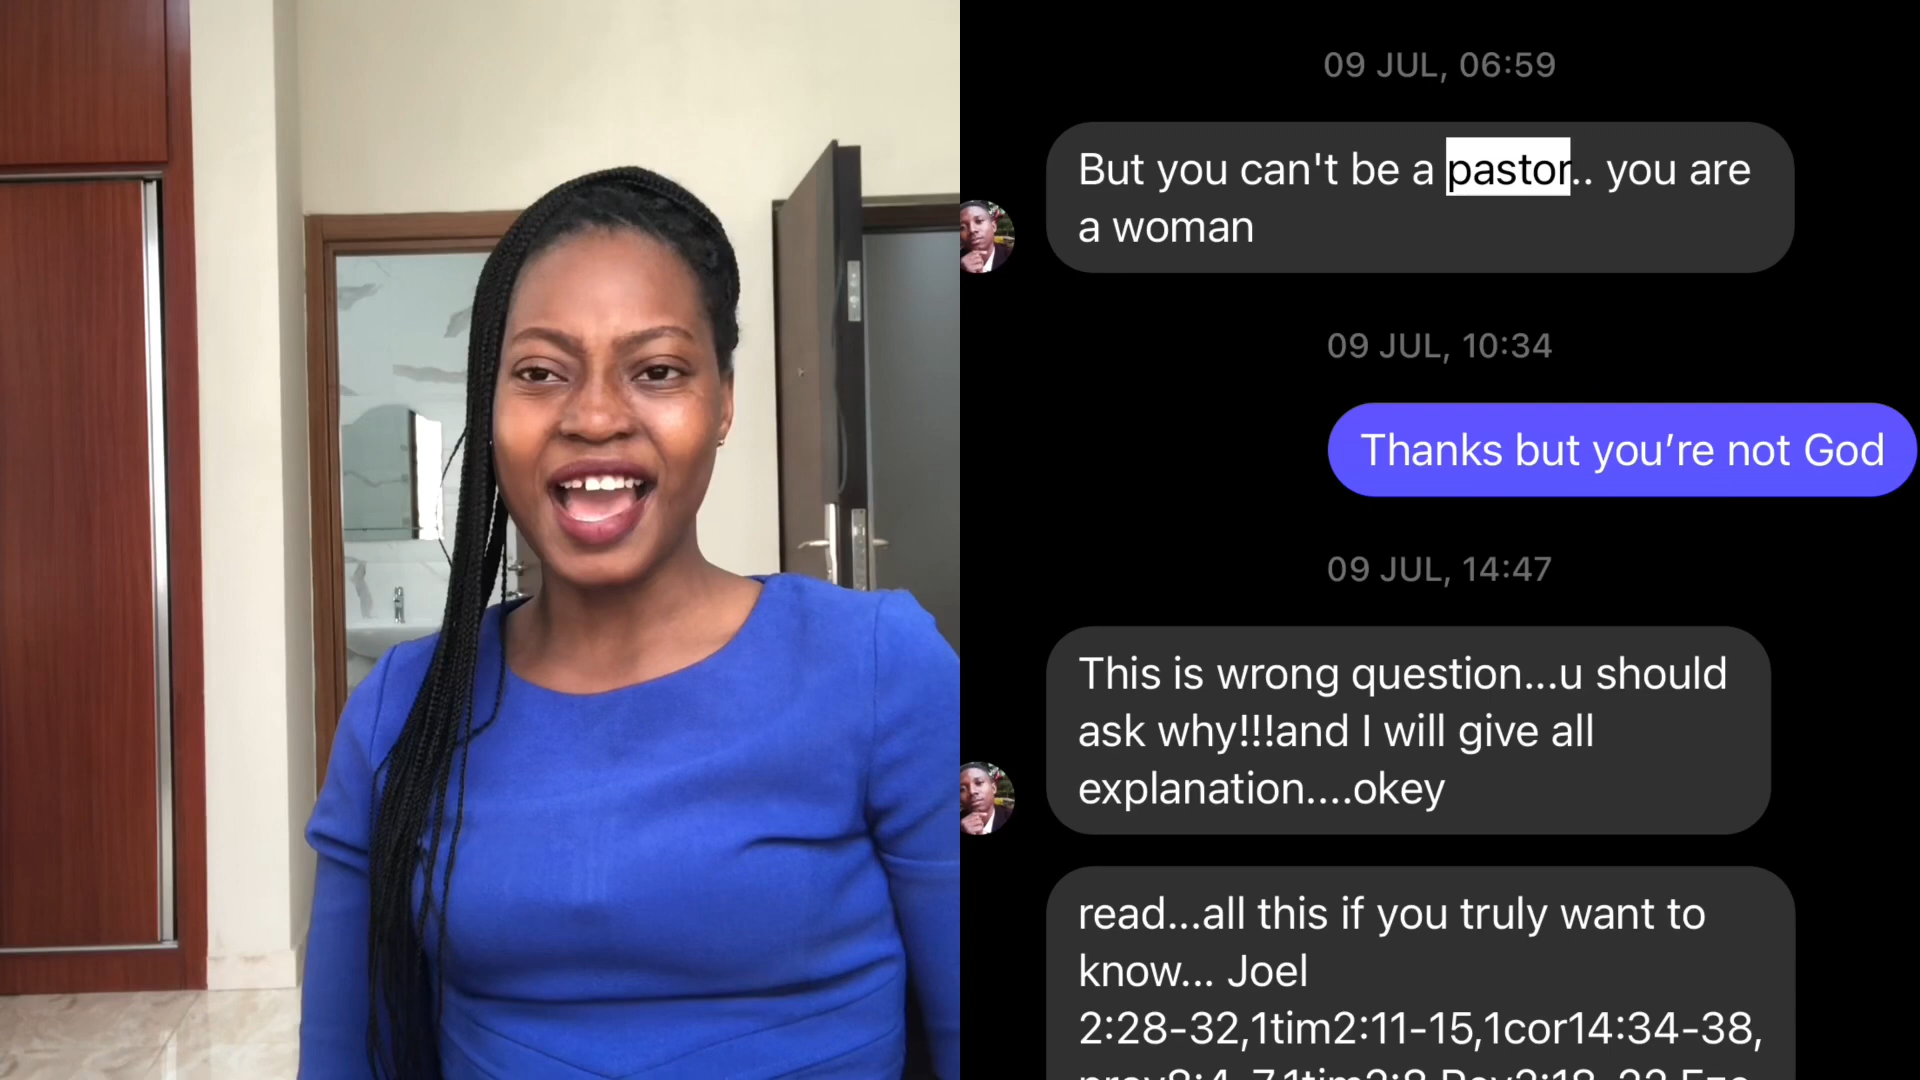 09 JUL, 06:59
But you can't be a pastor.. you are
a woman
09 JUL, 10:34
Thanks but you’re not God
09 JUL, 14:47
This is wrong question...u should
ask why!!!and I will give all
explanation....okey
read...all this if you truly want to
know... Joel
2:28-32,1tim2:11-15,1cor14:34-38,